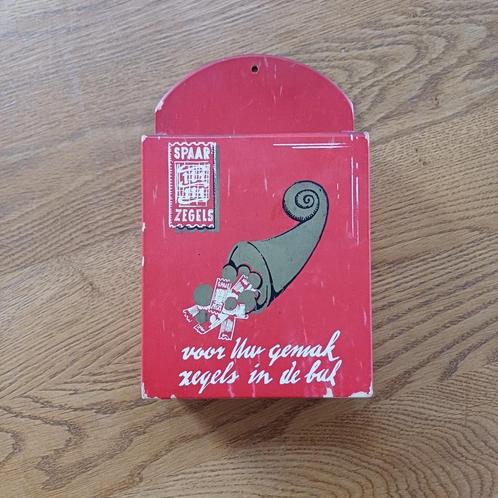 SPAAR
ZEGELS
voor Uw gemak
zegels in de bak